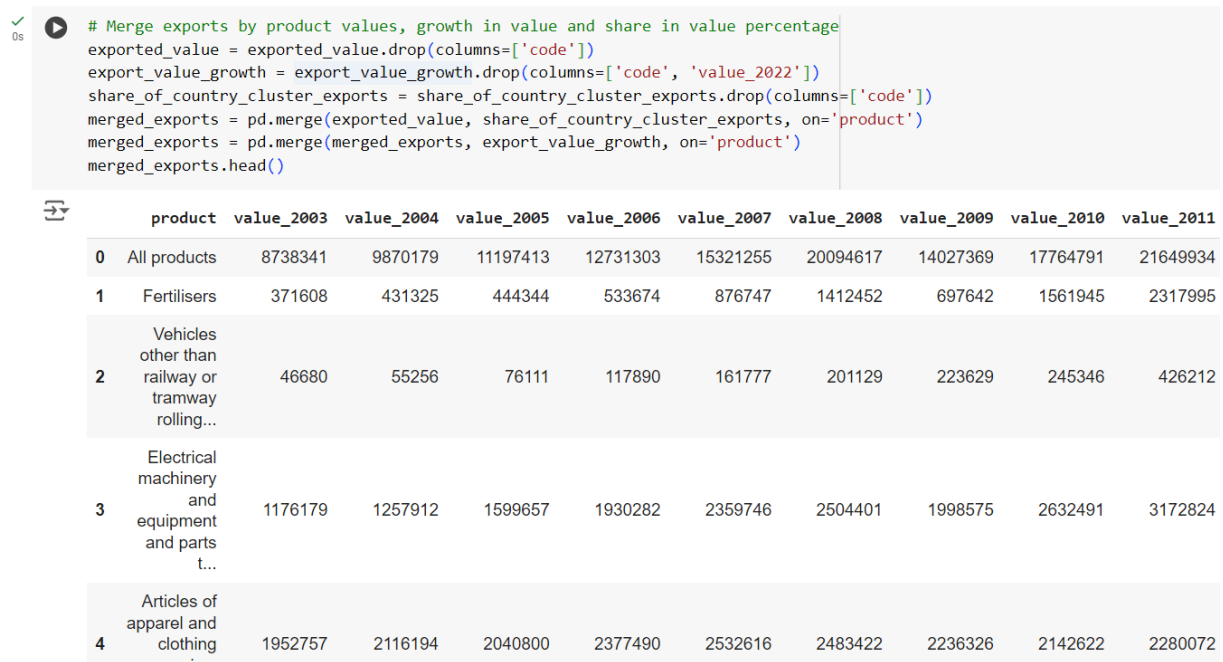 0s
# Merge exports by product values, growth in value and share in value percentage
exported_value = exported_value.drop(columns=['code'])
export_value_growth = export_value_growth.drop(columns=['code', 'value_2022'])
share_of_country_cluster_exports = share_of_country_cluster_exports.drop(columns=['code'])
merged_exports = pd.merge(exported_value, share_of_country_cluster_exports, on='product')
merged_exports = pd.merge(merged_exports, export_value_growth, on='product')
merged_exports.head()
product value_2003 value_2004 value_2005 value_2006 value_2007 value_2008 value_2009 value_2010 value_2011
0 All products 8738341 9870179 11197413 12731303 15321255 20094617 14027369 17764791 21649934
1 Fertilisers 371608 431325 444344 533674 876747 1412452 697642 1561945 2317995
Vehicles
other than
2 railway or 46680 55256 76111 117890 161777 201129 223629 245346 426212
tramway
rolling...
Electrical
machinery
and
3 equipment 1176179 1257912 1599657 1930282 2359746 2504401 1998575 2632491 3172824
and parts
t...
Articles of
apparel and
4 clothing 1952757 2116194 2040800 2377490 2532616 2483422 2236326 2142622 2280072